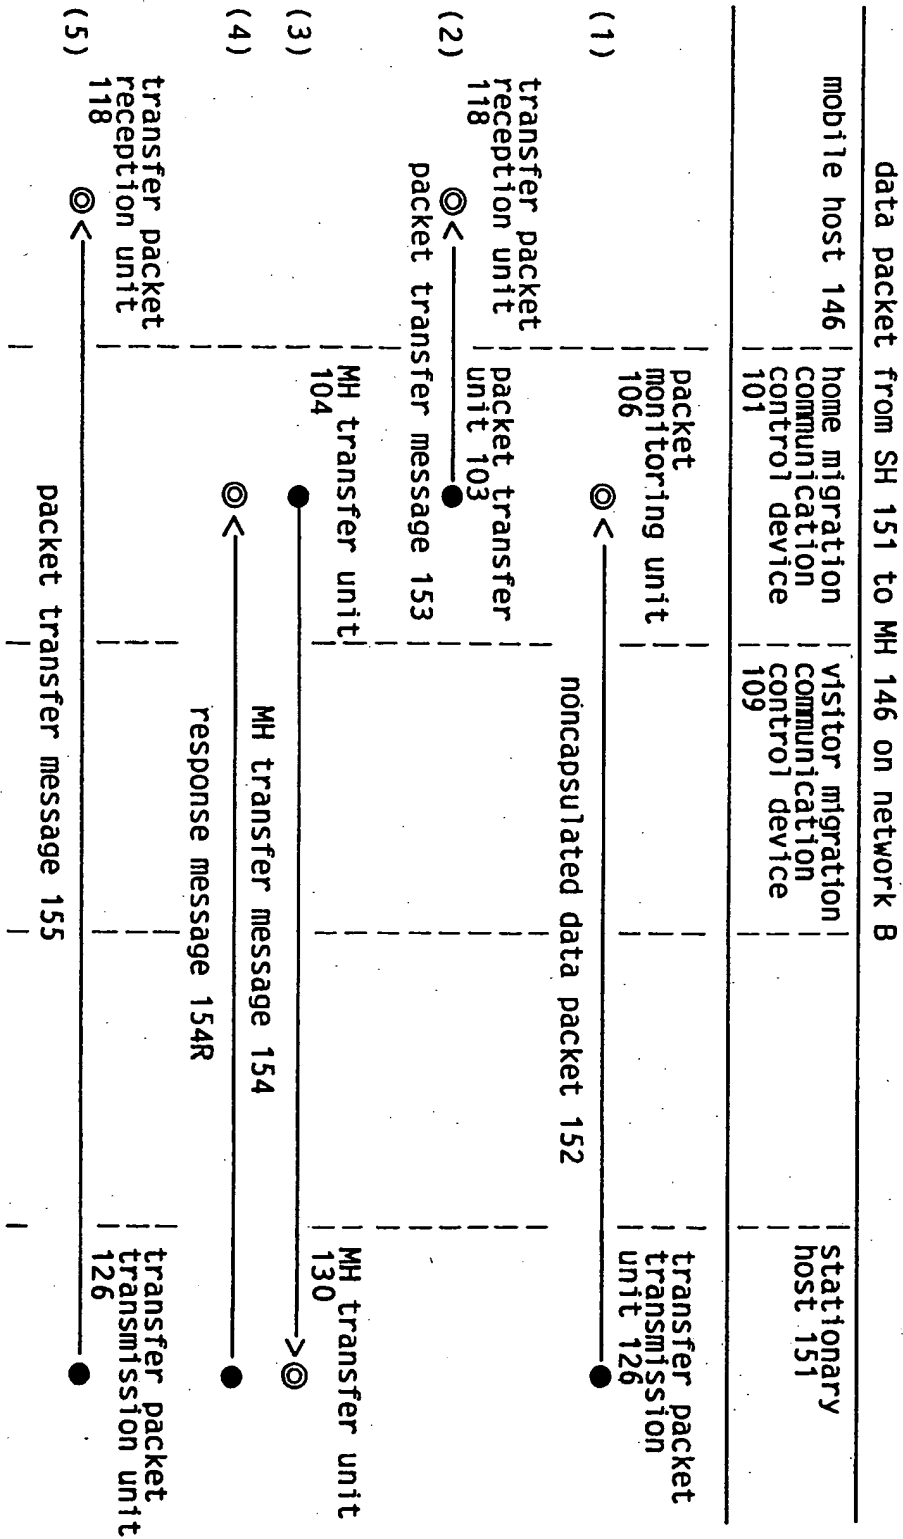 data packet from SH 151 to MH 146 on network B
mobile host 146
home migration
communication
control device
101
visitor migration
communication
control device
109
stationary
host 151
(1)
packet
monitoring unit
106
transfer packet
transmission
unit 126
noncapsulated data packet 152
(2)
transfer packet
reception unit
118
packet transfer
unit 103
packet transfer message 153
(3)
MH transfer unit
104
MH transfer unit
130
MH transfer message 154
(4)
response message 154R
(5)
transfer packet
reception unit
118
transfer packet
transmission unit
126
packet transfer message 155